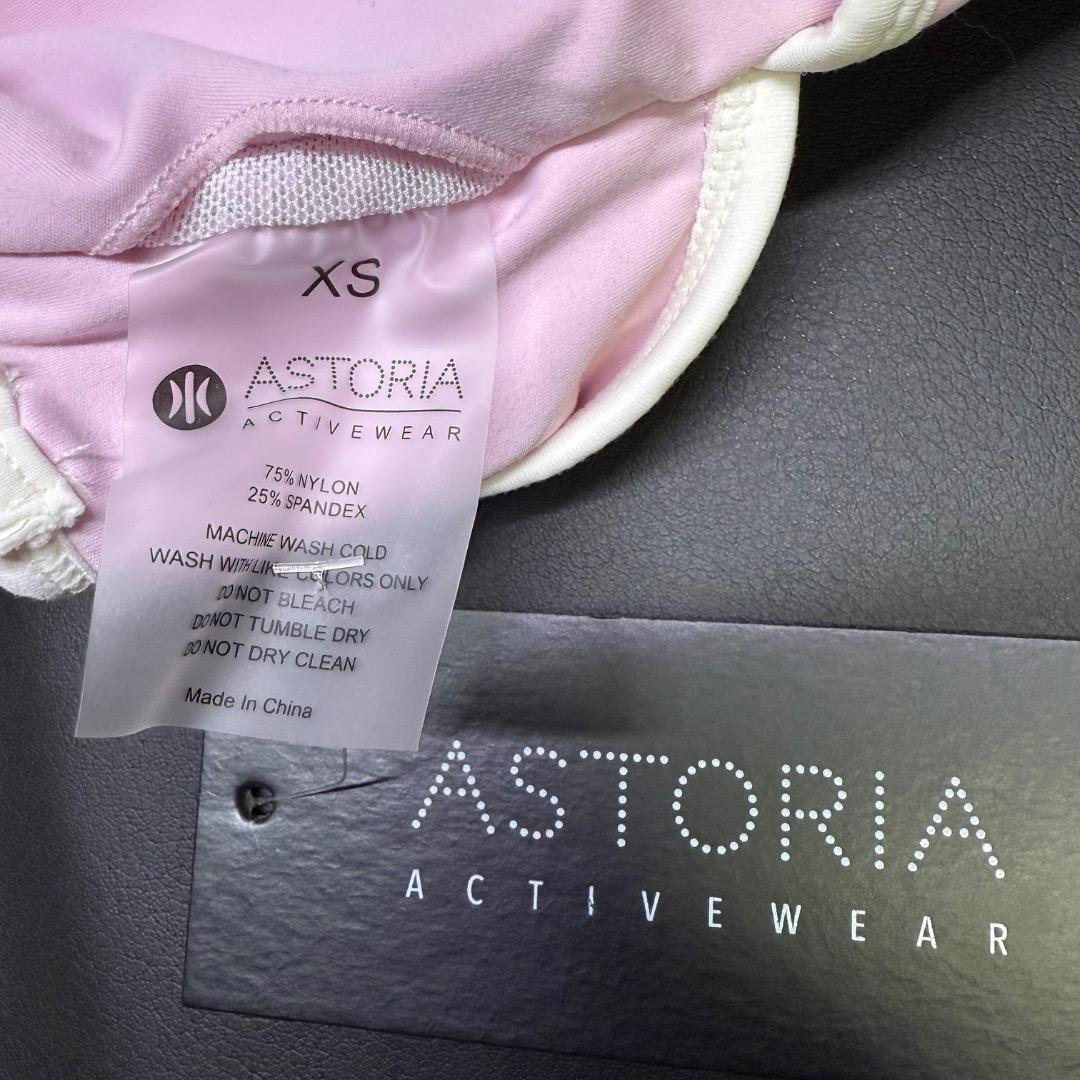 XS
ASTORIA
ACTIVEWEAR
75% NYLON
25% SPANDEX
MACHINE WASH COLD
WASH WITH LIKE COLORS ONLY
DO NOT BLEACH
DO NOT TUMBLE DRY
DO NOT DRY CLEAN
Made In China
ASTORIA
ACTIVEWEAR